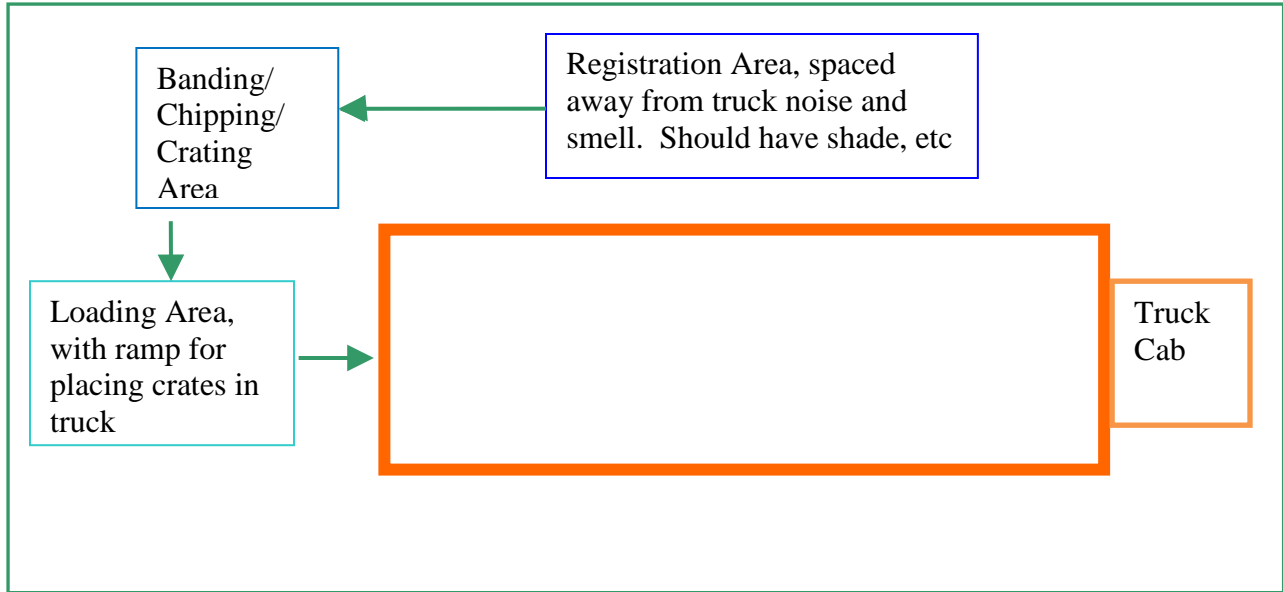 Banding/
Chipping/
Crating
Area
Registration Area, spaced
away from truck noise and
smell.  Should have shade, etc
Loading Area,
with ramp for
placing crates in
truck
Truck
Cab